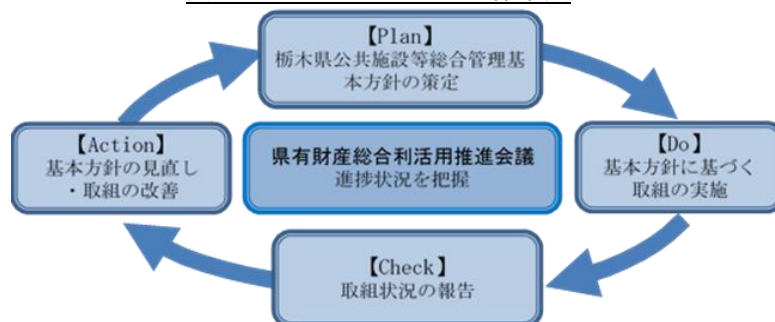 【Plan】
栃木県公共施設等総合管理基
本方針の策定
【Action】
基本方針の見直し
・取組の改善
県有財産総合利活用推進会議
進捗状況を把握
【Do】
基本方針に基づく
取組の実施
【Check】
取組状況の報告